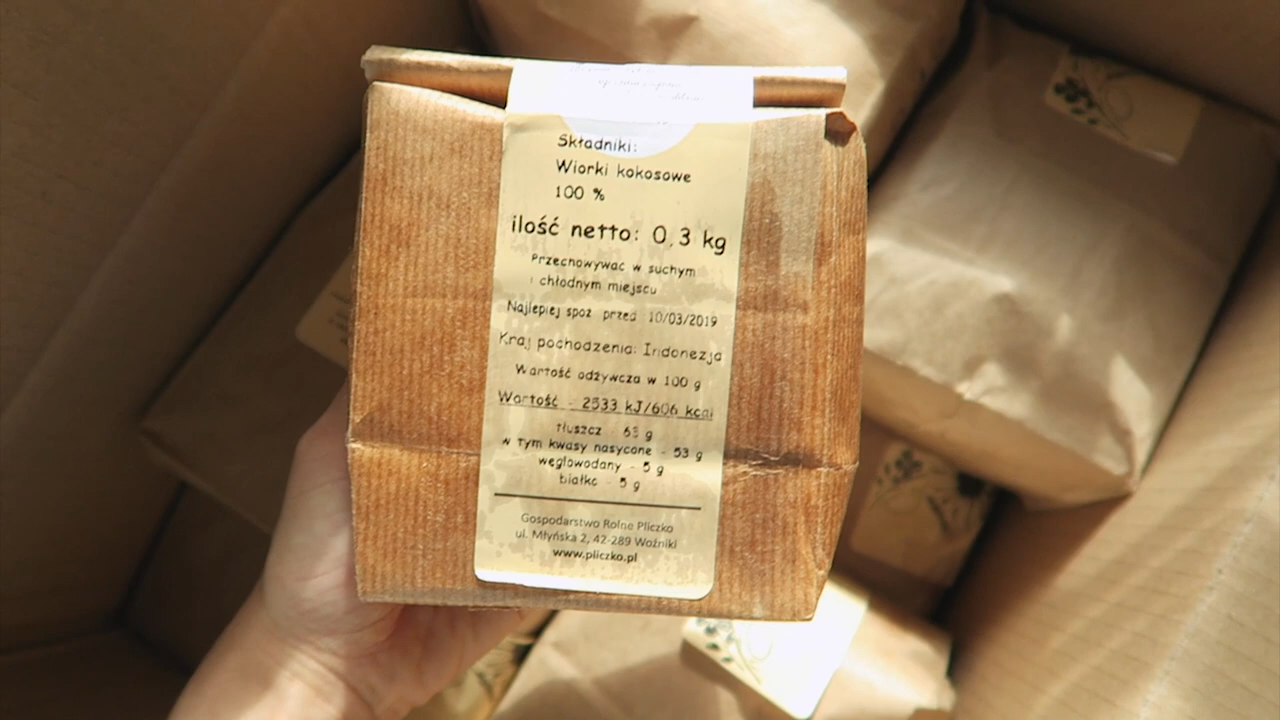 Składniki:
Wiorki kokosowe
100 %
ilość netto: 0,3 kg
Przechowywać w suchym
i chłodnym miejscu
Najlepiej spoż przed 10/03/2019
Kraj pochodzenia: Indonezja
Wartość odżywcza w 100 g
Wartość - 2533 kJ/606 kcal
tłuszcz - 63 g
w tym kwasy nasycone - 53 g
węglowodany - 5 g
białko - 5 g
Gospodarstwo Rolne Pliczko
ul. Młyńska 2, 42-289 Woźniki
www.pliczko.pl